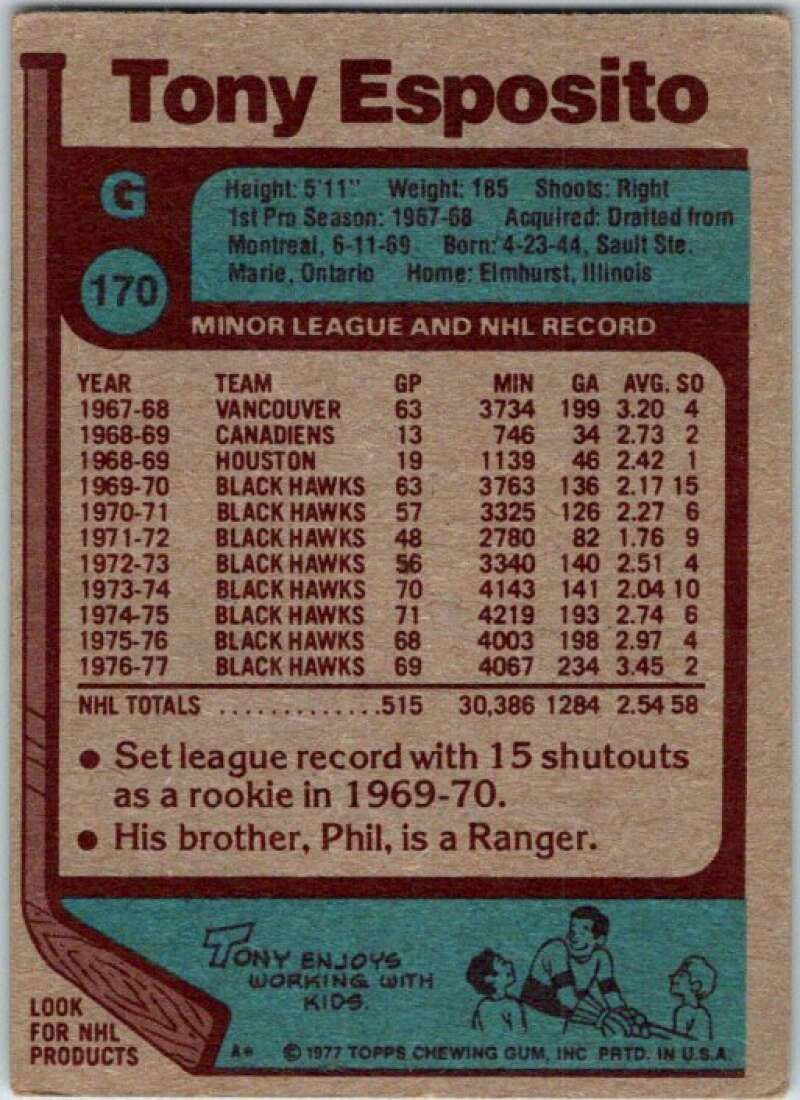 Tony Esposito
G
170
Height: 5'11" Weight: 185 Shoots: Right
1st Pro Season: 1967-68 Acquired: Drafted from
Montreal, 6-11-69 Born: 4-23-44, Sault Ste.
Marie, Ontario Home: Elmhurst, Illinois
MINOR LEAGUE AND NHL RECORD
YEAR TEAM GP MIN GA AVG. SO
1967-68 VANCOUVER 63 3734 199 3.20 4
1968-69 CANADIENS 13 746 34 2.73 2
1968-69 HOUSTON 19 1139 46 2.42 1
1969-70 BLACK HAWKS 63 3763 136 2.17 15
1970-71 BLACK HAWKS 57 3325 126 2.27 6
1971-72 BLACK HAWKS 48 2780 82 1.76 9
1972-73 BLACK HAWKS 56 3340 140 2.51 4
1973-74 BLACK HAWKS 70 4143 141 2.04 10
1974-75 BLACK HAWKS 71 4219 193 2.74 6
1975-76 BLACK HAWKS 68 4003 198 2.97 4
1976-77 BLACK HAWKS 69 4067 234 3.45 2
NHL TOTALS .............515 30,386 1284 2.54 58
● Set league record with 15 shutouts
as a rookie in 1969-70.
● His brother, Phil, is a Ranger.
TONY ENJOYS
WORKING WITH
KIDS.
LOOK
FOR NHL
PRODUCTS
A* © 1977 TOPPS CHEWING GUM, INC PRTD. IN U.S.A.